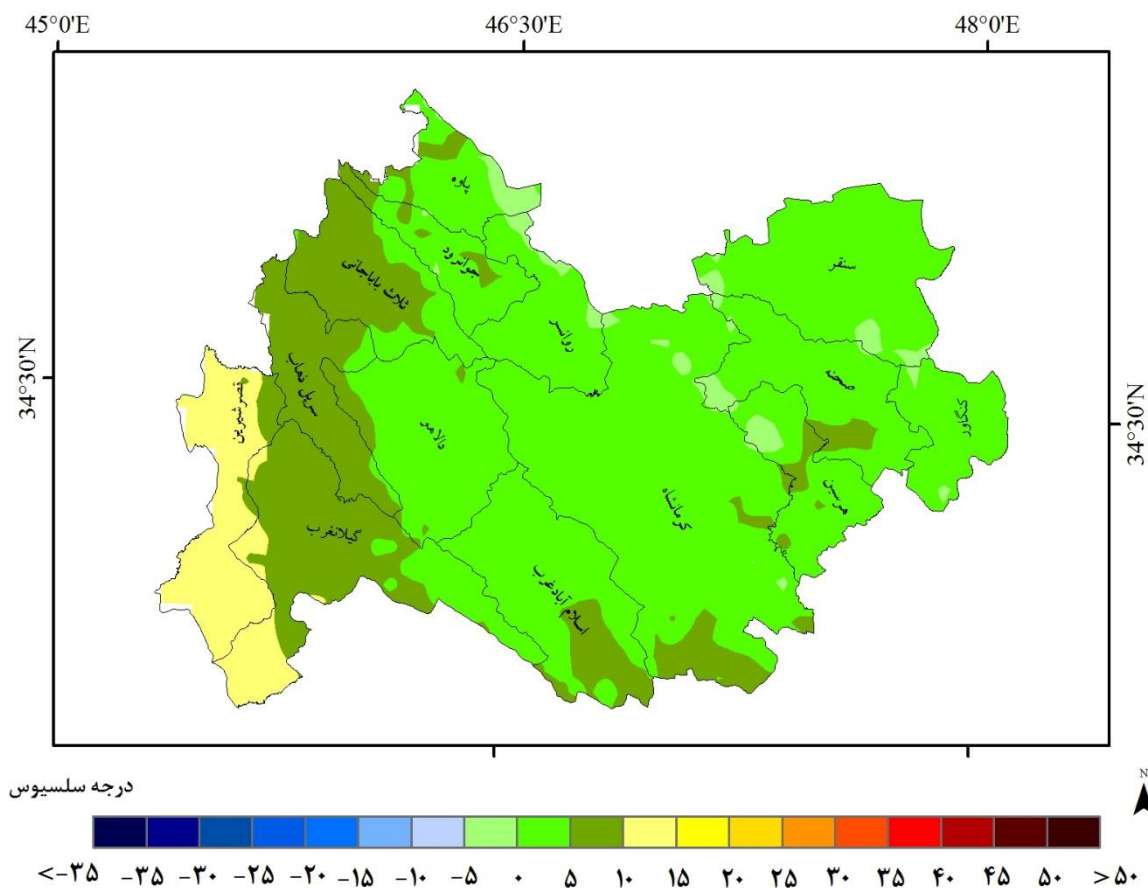 45°0'E 46°30'E 48°0'E
34°30'N 34°30'N
پاوه
جوانرود
ثلاث باباجانی
روانسر
سنقر
صحنه
کنگاور
سرپل ذهاب
قصرشیرین
دالاهو
کرمانشاه
هرسین
گیلانغرب
اسلام آبادغرب
درجه سلسیوس
N
<-۳۵ -۳۵ -۳۰ -۲۵ -۲۰ -۱۵ -۱۰ -۵ ۰ ۵ ۱۰ ۱۵ ۲۰ ۲۵ ۳۰ ۳۵ ۴۰ ۴۵ ۵۰ >۵۰